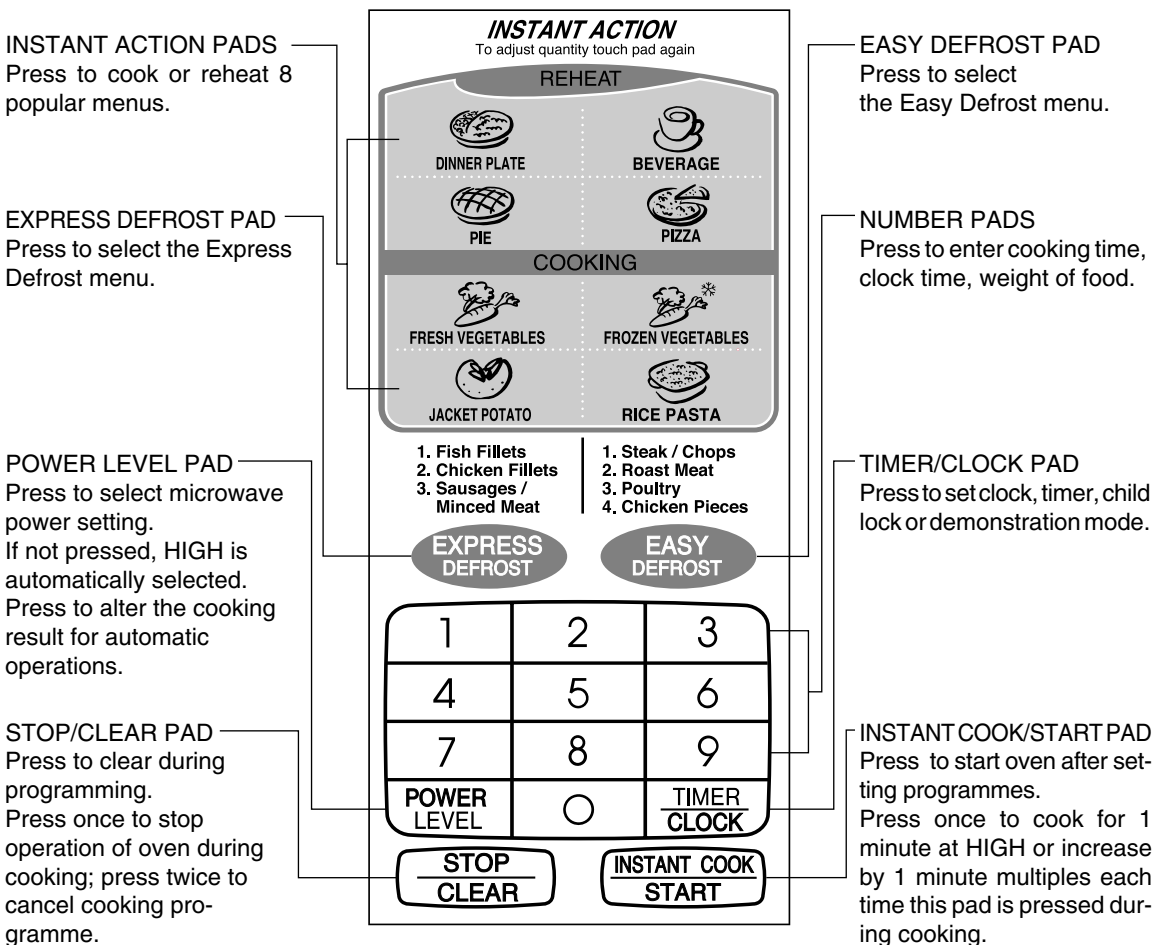 INSTANT ACTION PADS
Press to cook or reheat 8
popular menus.
EXPRESS DEFROST PAD
Press to select the Express
Defrost menu.
POWER LEVEL PAD
Press to select microwave
power setting.
If not pressed, HIGH is
automatically selected.
Press to alter the cooking
result for automatic
operations.
STOP/CLEAR PAD
Press to clear during
programming.
Press once to stop
operation of oven during
cooking; press twice to
cancel cooking pro-
gramme.
INSTANT ACTION
To adjust quantity touch pad again
REHEAT
DINNER PLATE
BEVERAGE
PIE
PIZZA
COOKING
FRESH VEGETABLES
FROZEN VEGETABLES
JACKET POTATO
RICE PASTA
1. Fish Fillets
2. Chicken Fillets
3. Sausages /
Minced Meat
1. Steak / Chops
2. Roast Meat
3. Poultry
4. Chicken Pieces
EXPRESS
DEFROST
EASY
DEFROST
1
2
3
4
5
6
7
8
9
POWER
LEVEL
0
TIMER
CLOCK
STOP
CLEAR
INSTANT COOK
START
EASY DEFROST PAD
Press to select
the Easy Defrost menu.
NUMBER PADS
Press to enter cooking time,
clock time, weight of food.
TIMER/CLOCK PAD
Press to set clock, timer, child
lock or demonstration mode.
INSTANT COOK/START PAD
Press to start oven after set-
ting programmes.
Press once to cook for 1
minute at HIGH or increase
by 1 minute multiples each
time this pad is pressed dur-
ing cooking.